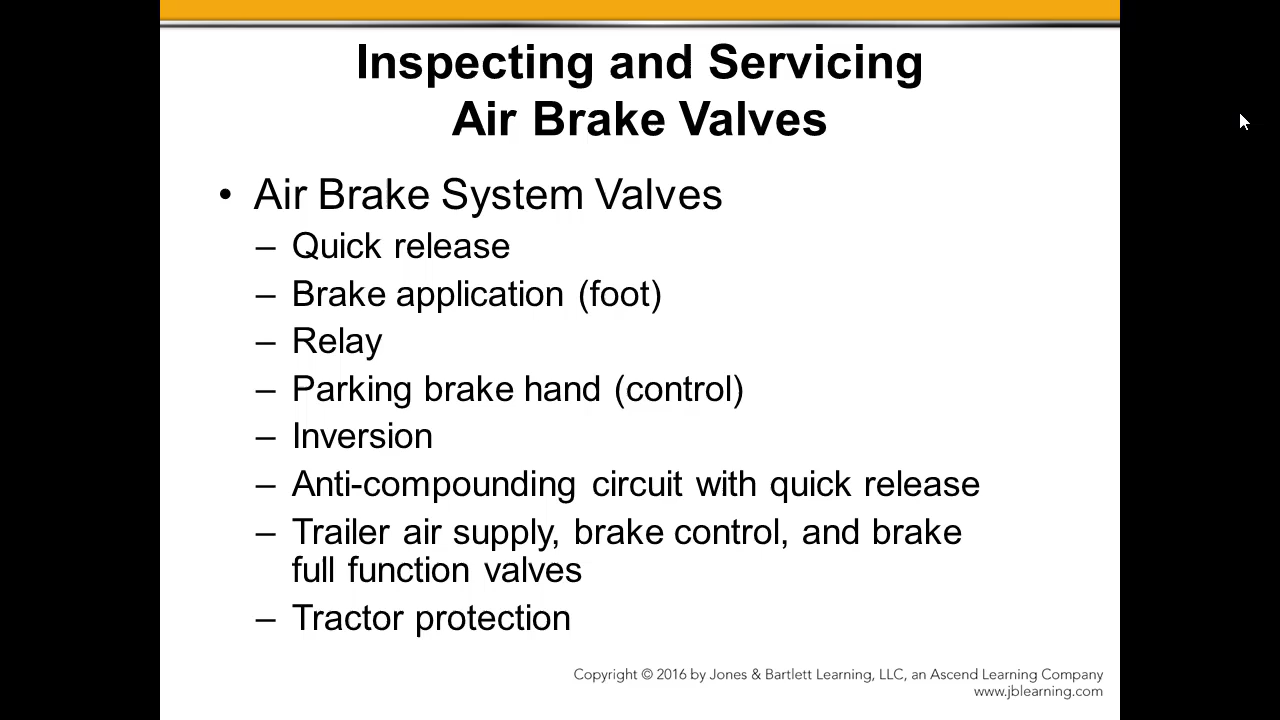 Inspecting and Servicing
Air Brake Valves
• Air Brake System Valves
– Quick release
– Brake application (foot)
– Relay
– Parking brake hand (control)
– Inversion
– Anti-compounding circuit with quick release
– Trailer air supply, brake control, and brake
full function valves
– Tractor protection
Copyright © 2016 by Jones & Bartlett Learning, LLC, an Ascend Learning Company
www.jblearning.com